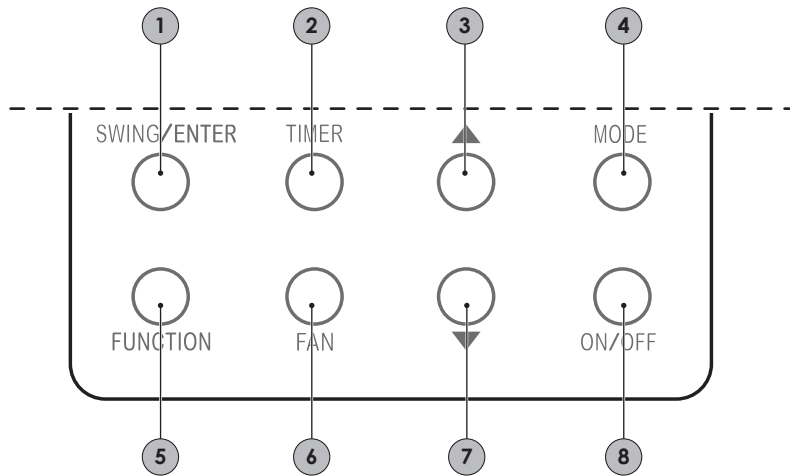 1 2 3 4
SWING/ENTER TIMER ▲ MODE
FUNCTION FAN ▼ ON/OFF
5 6 7 8